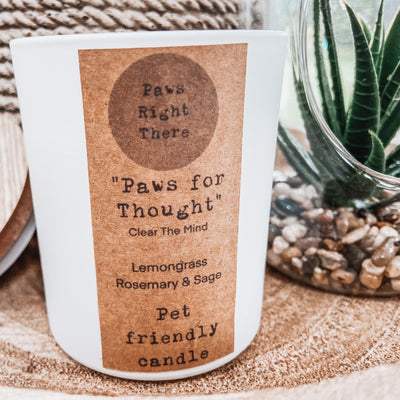 Paws
Right
There
"Paws for
Thought"
Clear The Mind
Lemongrass
Rosemary & Sage
Pet
friendly
candle